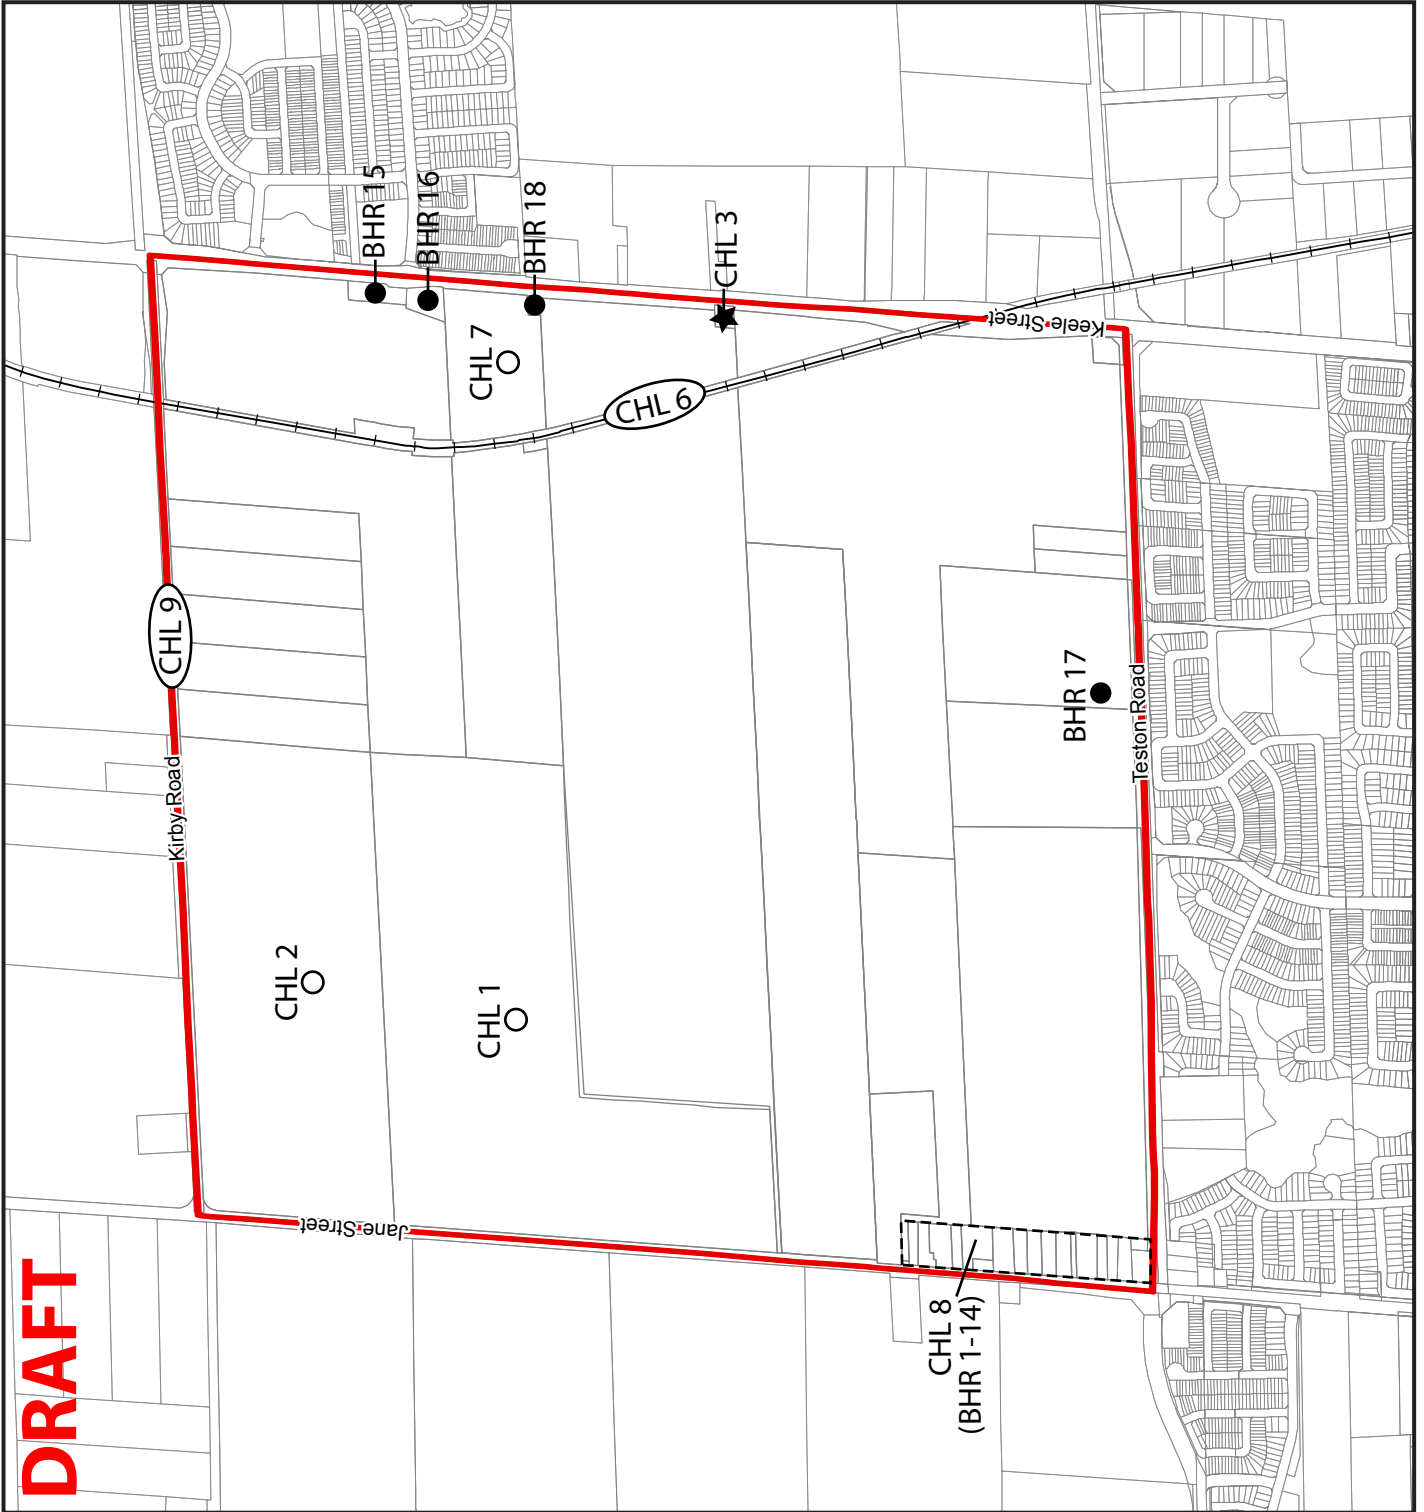 DRAFT
Kirby Road
CHL 9
Jane Street
CHL 2
CHL 1
CHL 7
BHR 15
BHR 16
BHR 18
CHL 3
CHL 6
Keele Street
BHR 17
Teston Road
CHL 8
(BHR 1-14)